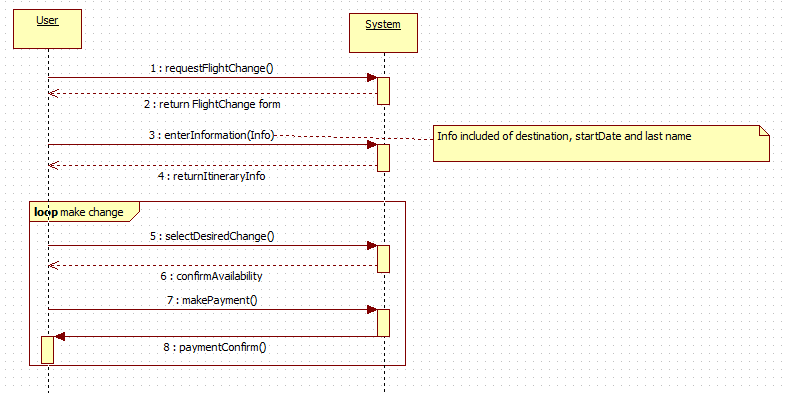 User
System
1 : requestFlightChange()
2 : return FlightChange form
3 : enterInformation(Info)
Info included of destination, startDate and last name
4 : returnItineraryInfo
loop make change
5 : selectDesiredChange()
6 : confirmAvailability
7 : makePayment()
8 : paymentConfirm()